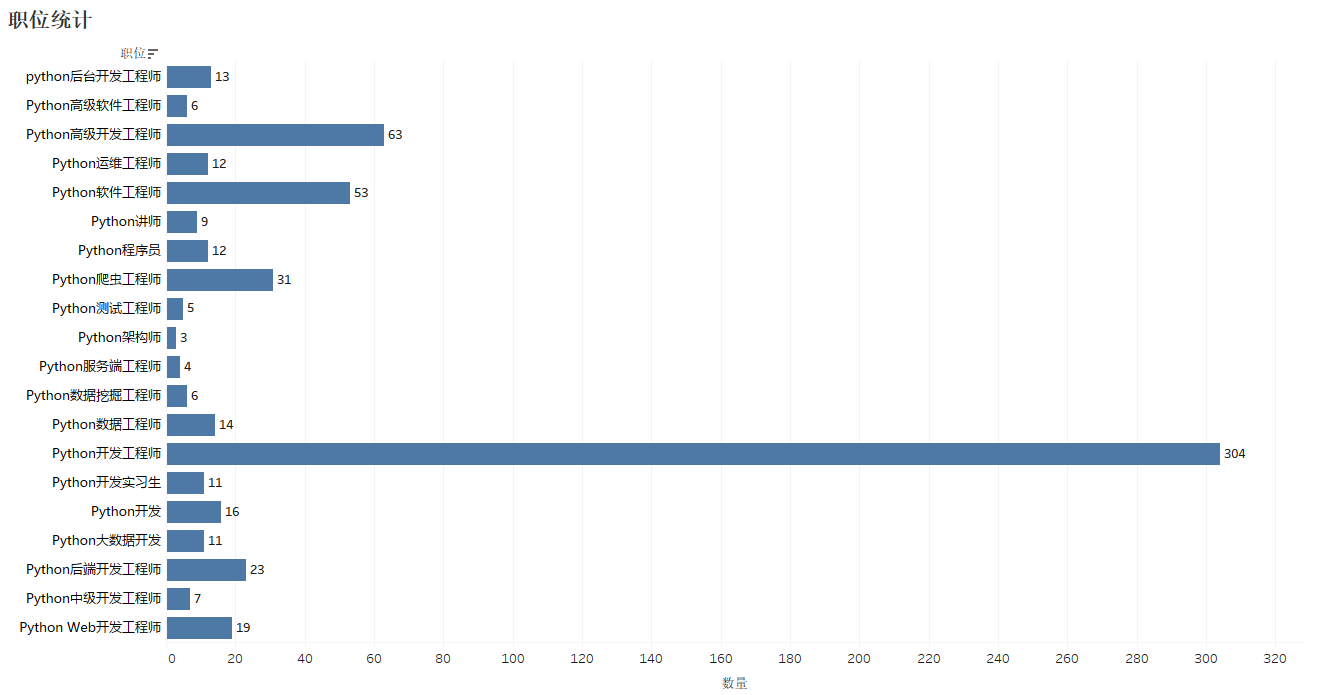 职位统计
职位
python后台开发工程师 13
Python高级软件工程师 6
Python高级开发工程师 63
Python运维工程师 12
Python软件工程师 53
Python讲师 9
Python程序员 12
Python爬虫工程师 31
Python测试工程师 5
Python架构师 3
Python服务端工程师 4
Python数据挖掘工程师 6
Python数据工程师 14
Python开发工程师 304
Python开发实习生 11
Python开发 16
Python大数据开发 11
Python后端开发工程师 23
Python中级开发工程师 7
Python Web开发工程师 19
0 20 40 60 80 100 120 140 160 180 200 220 240 260 280 300 320
数量